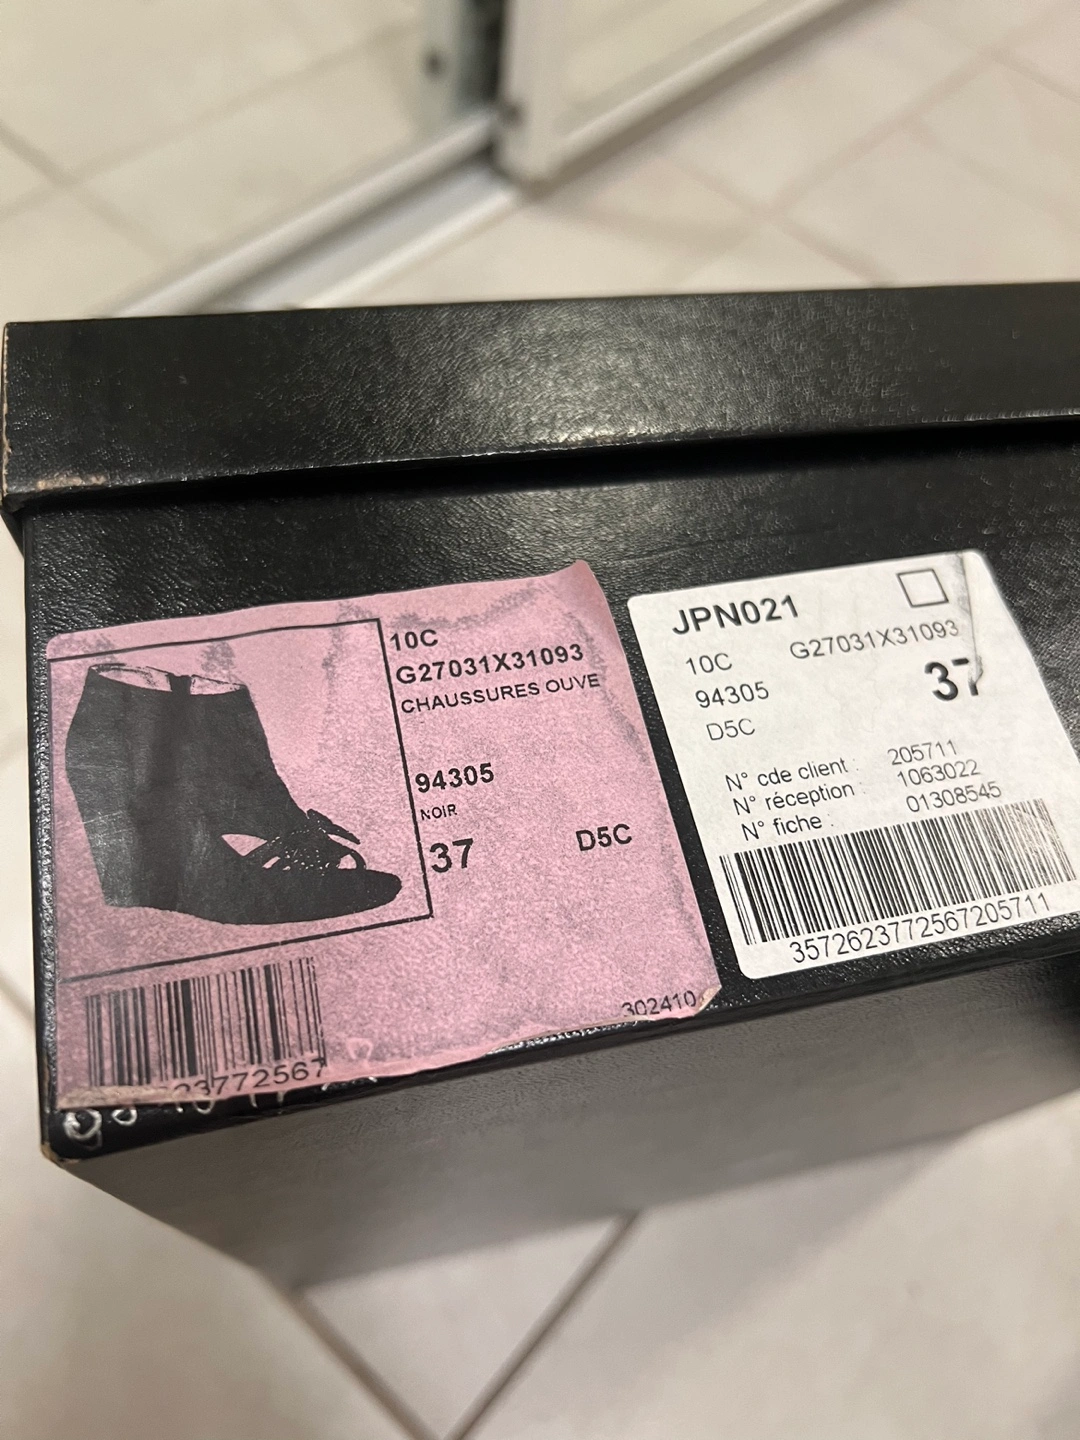 10C
G27031X31093
CHAUSSURES OUVE
94305
NOIR
37
D5C
302410
23772567
JPN021
10C G27031X31093
94305 37
D5C
N° cde client : 205711
N° réception : 1063022
N° fiche : 01308545
3572623772567205711